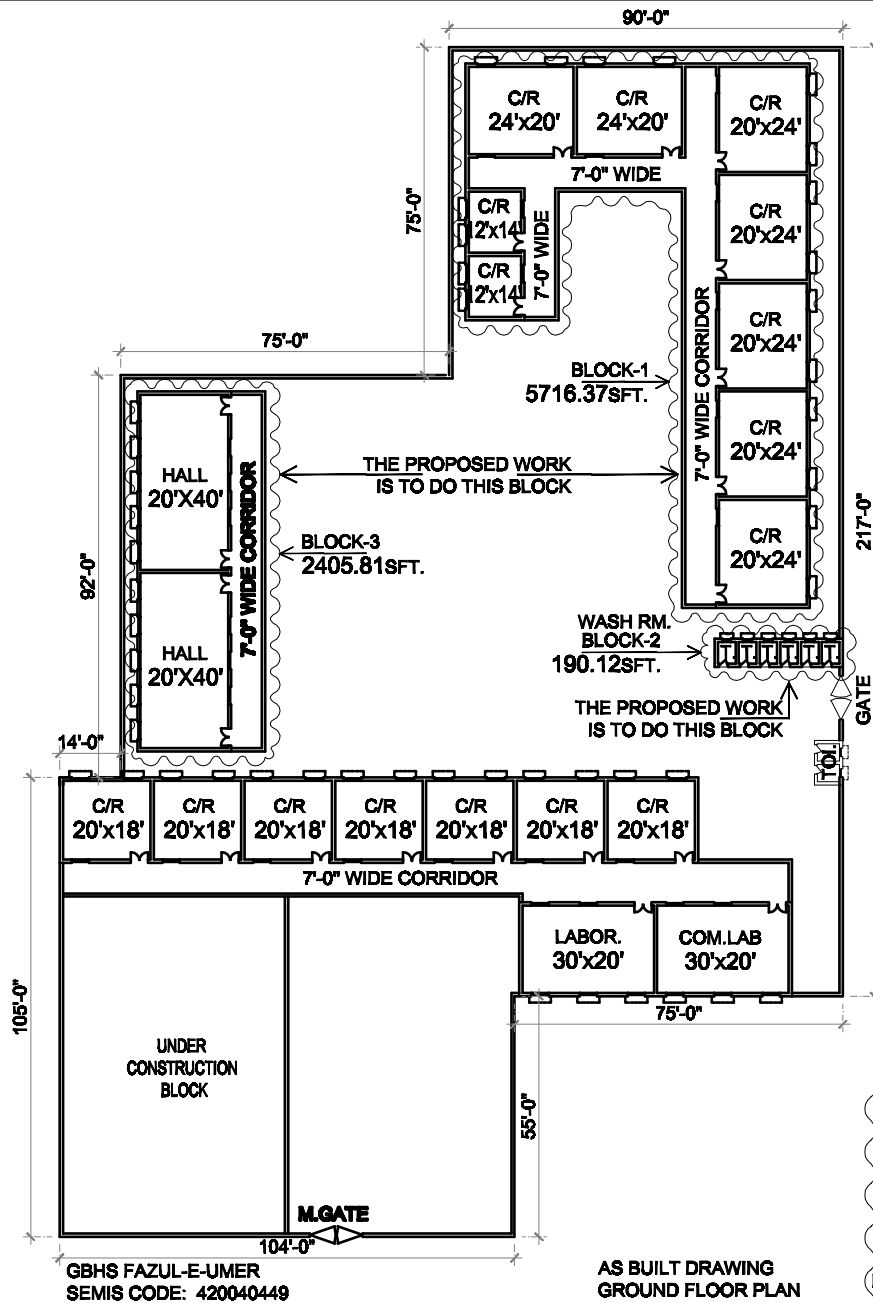 90'-0"
C/R
24'x20'
C/R
24'x20'
C/R
20'x24'
7'-0" WIDE
75'-0"
C/R
12'x14'
C/R
12'x14'
7'-0" WIDE
C/R
20'x24'
C/R
20'x24'
C/R
20'x24'
C/R
20'x24'
7'-0" WIDE CORRIDOR
75'-0"
BLOCK-1
5716.37SFT.
THE PROPOSED WORK
IS TO DO THIS BLOCK
217'-0"
HALL
20'X40'
HALL
20'X40'
7'-0" WIDE CORRIDOR
92'-0"
BLOCK-3
2405.81SFT.
WASH RM.
BLOCK-2
190.12SFT.
THE PROPOSED WORK
IS TO DO THIS BLOCK
GATE
TOI.
14'-0"
C/R
20'x18'
C/R
20'x18'
C/R
20'x18'
C/R
20'x18'
C/R
20'x18'
C/R
20'x18'
C/R
20'x18'
7'-0" WIDE CORRIDOR
LABOR.
30'x20'
COM.LAB
30'x20'
105'-0"
75'-0"
UNDER
CONSTRUCTION
BLOCK
55'-0"
M.GATE
104'-0"
GBHS FAZUL-E-UMER
SEMIS CODE: 420040449
AS BUILT DRAWING
GROUND FLOOR PLAN